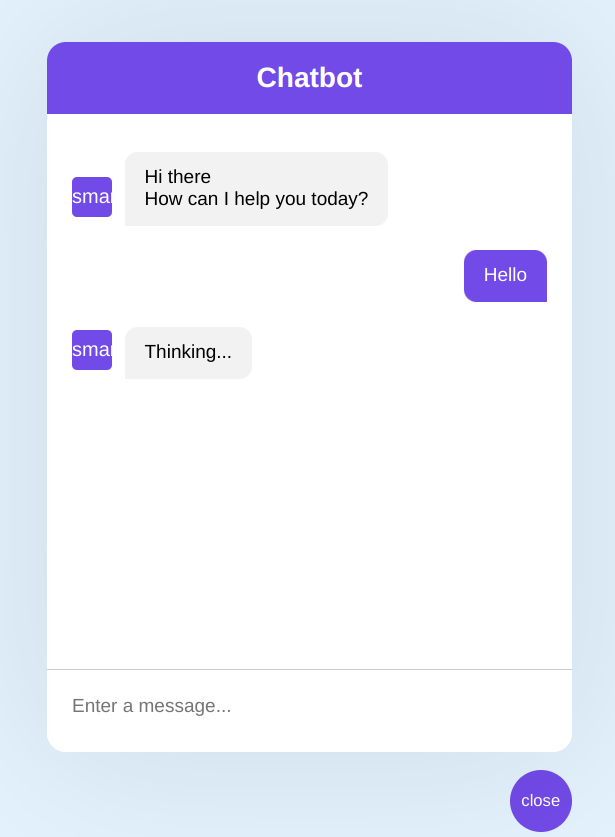 Chatbot
Hi there
smar
How can I help you today?
Hello
smar
Thinking...
Enter a message...
close